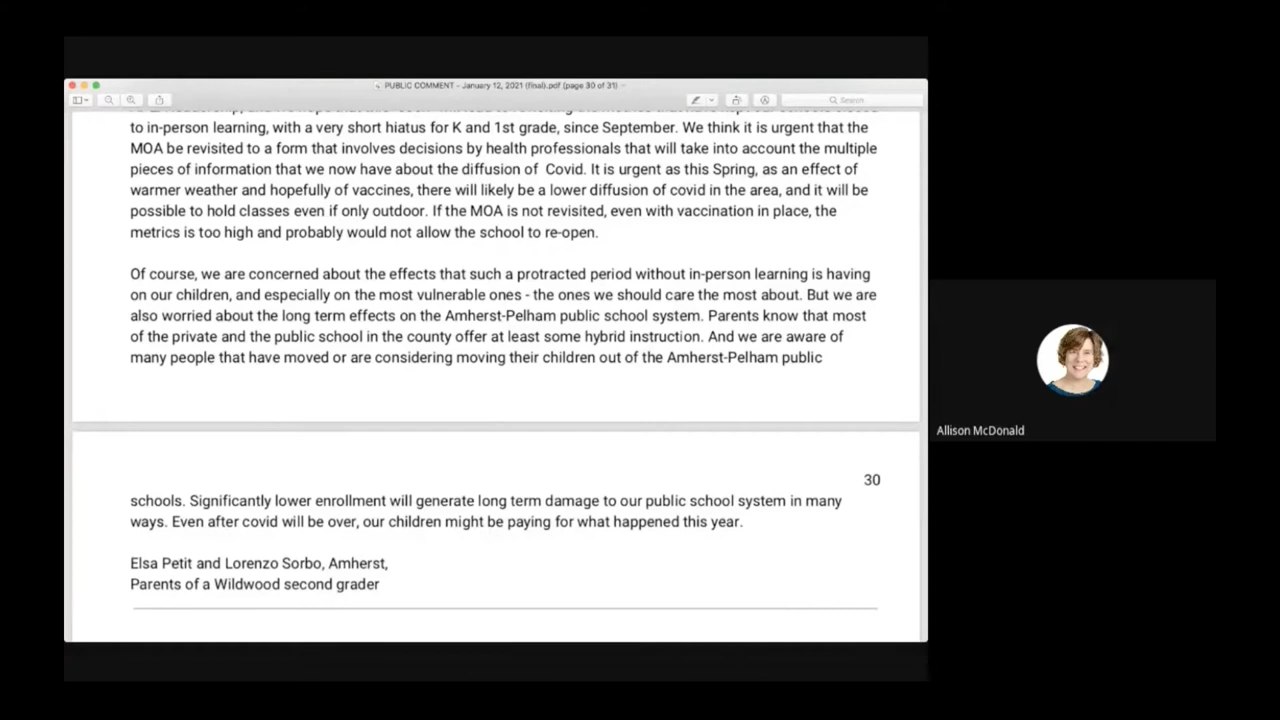 PUBLIC COMMENT - January 12, 2021 (final).pdf (page 30 of 31)
Search
to in-person learning, with a very short hiatus for K and 1st grade, since September. We think it is urgent that the
MOA be revisited to a form that involves decisions by health professionals that will take into account the multiple
pieces of information that we now have about the diffusion of Covid. It is urgent as this Spring, as an effect of
warmer weather and hopefully of vaccines, there will likely be a lower diffusion of covid in the area, and it will be
possible to hold classes even if only outdoor. If the MOA is not revisited, even with vaccination in place, the
metrics is too high and probably would not allow the school to re-open.
Of course, we are concerned about the effects that such a protracted period without in-person learning is having
on our children, and especially on the most vulnerable ones - the ones we should care the most about. But we are
also worried about the long term effects on the Amherst-Pelham public school system. Parents know that most
of the private and the public school in the county offer at least some hybrid instruction. And we are aware of
many people that have moved or are considering moving their children out of the Amherst-Pelham public
30
schools. Significantly lower enrollment will generate long term damage to our public school system in many
ways. Even after covid will be over, our children might be paying for what happened this year.
Elsa Petit and Lorenzo Sorbo, Amherst,
Parents of a Wildwood second grader
Allison McDonald